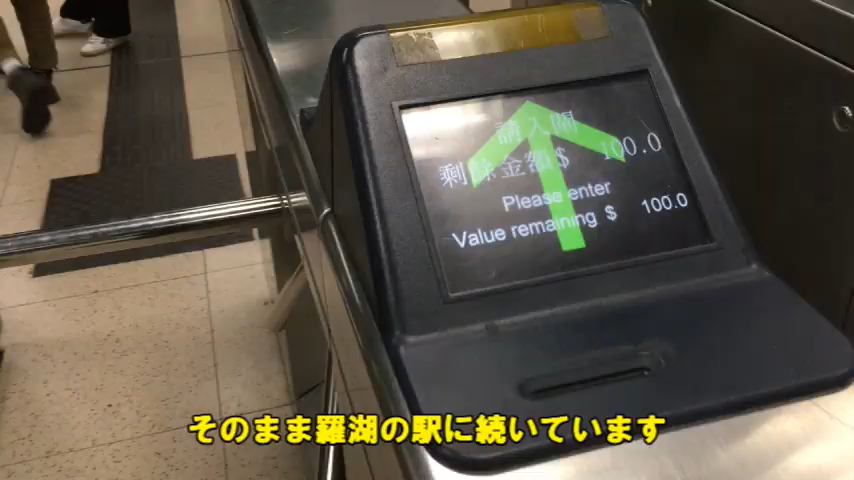 請入閘
剩餘金額$ 100.0
Please enter
Value remaining $ 100.0
そのまま羅湖の駅に続いています